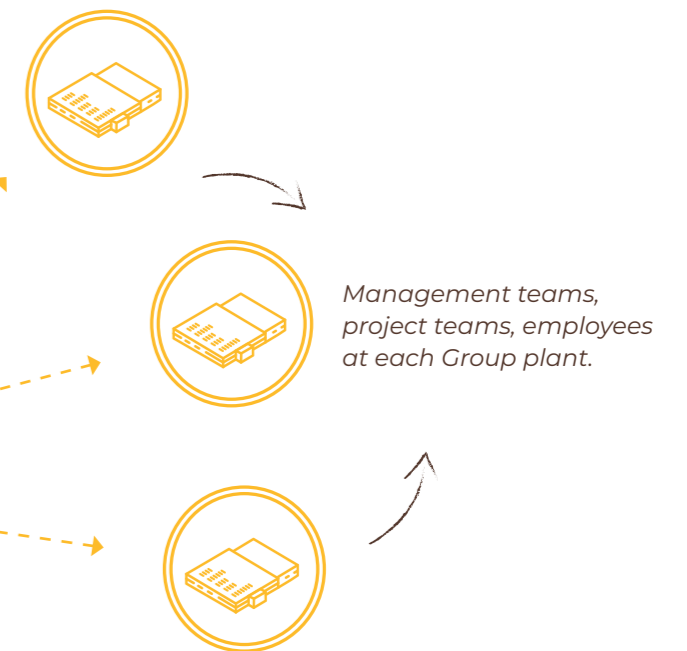 Management teams,
project teams, employees
at each Group plant.